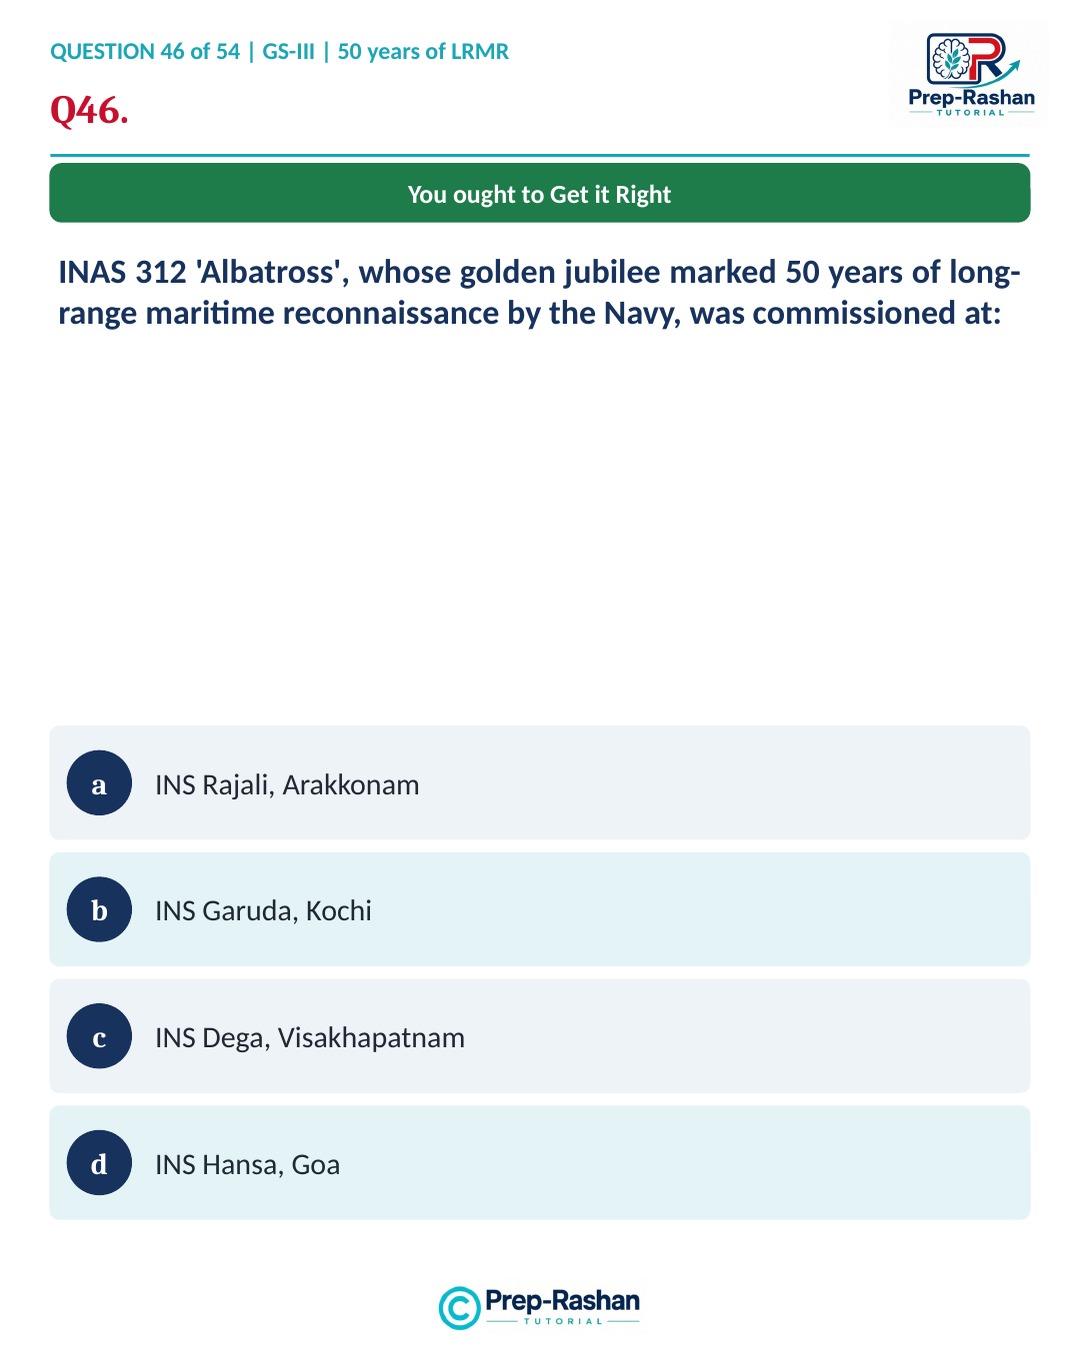 QUESTION 46 of 54 | GS-III | 50 years of LRMR
Q46.
R
Prep-Rashan
TUTORIAL
You ought to Get it Right
INAS 312 'Albatross', whose golden jubilee marked 50 years of long-
range maritime reconnaissance by the Navy, was commissioned at:
a INS Rajali, Arakkonam
b INS Garuda, Kochi
c INS Dega, Visakhapatnam
d INS Hansa, Goa
© Prep-Rashan
TUTORIAL